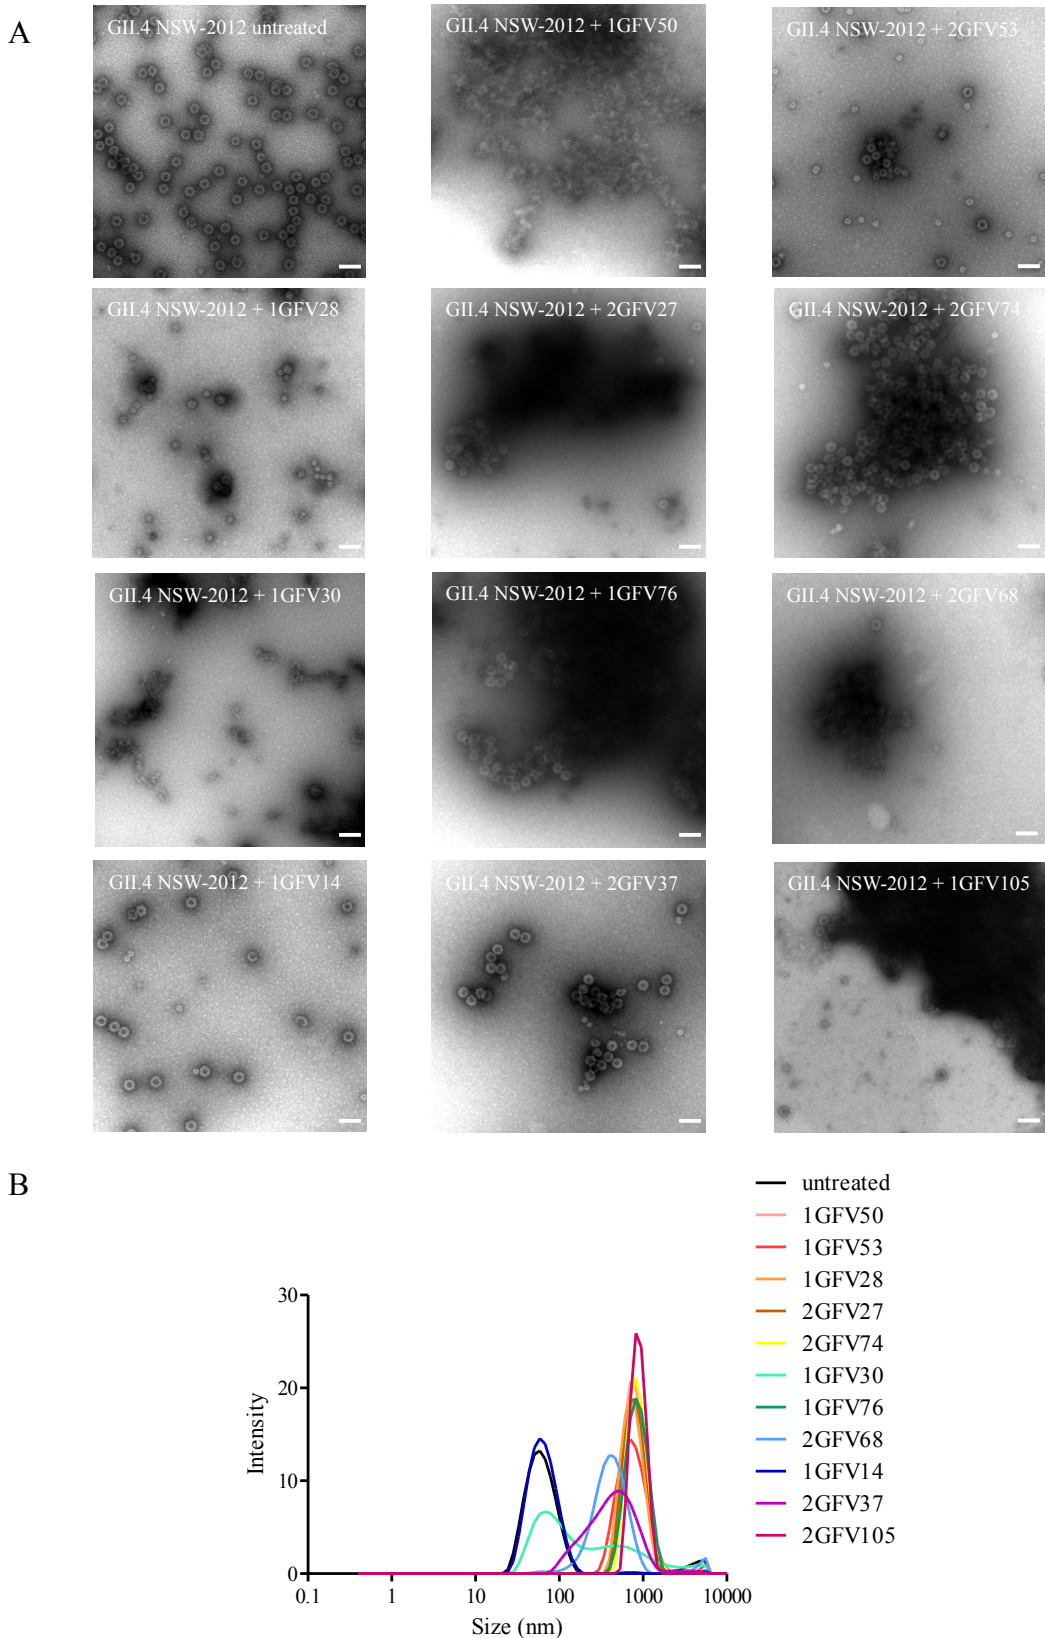 A
GII.4 NSW-2012 untreated
GII.4 NSW-2012 + 1GFV50
GII.4 NSW-2012 + 2GFV53
GII.4 NSW-2012 + 1GFV28
GII.4 NSW-2012 + 2GFV27
GII.4 NSW-2012 + 2GFV74
GII.4 NSW-2012 + 1GFV30
GII.4 NSW-2012 + 1GFV76
GII.4 NSW-2012 + 2GFV68
GII.4 NSW-2012 + 1GFV14
GII.4 NSW-2012 + 2GFV37
GII.4 NSW-2012 + 1GFV105
B
untreated
1GFV50
1GFV53
1GFV28
2GFV27
2GFV74
1GFV30
1GFV76
2GFV68
1GFV14
2GFV37
2GFV105
30
20
10
0
Intensity
0.1 1 10 100 1000 10000
Size (nm)